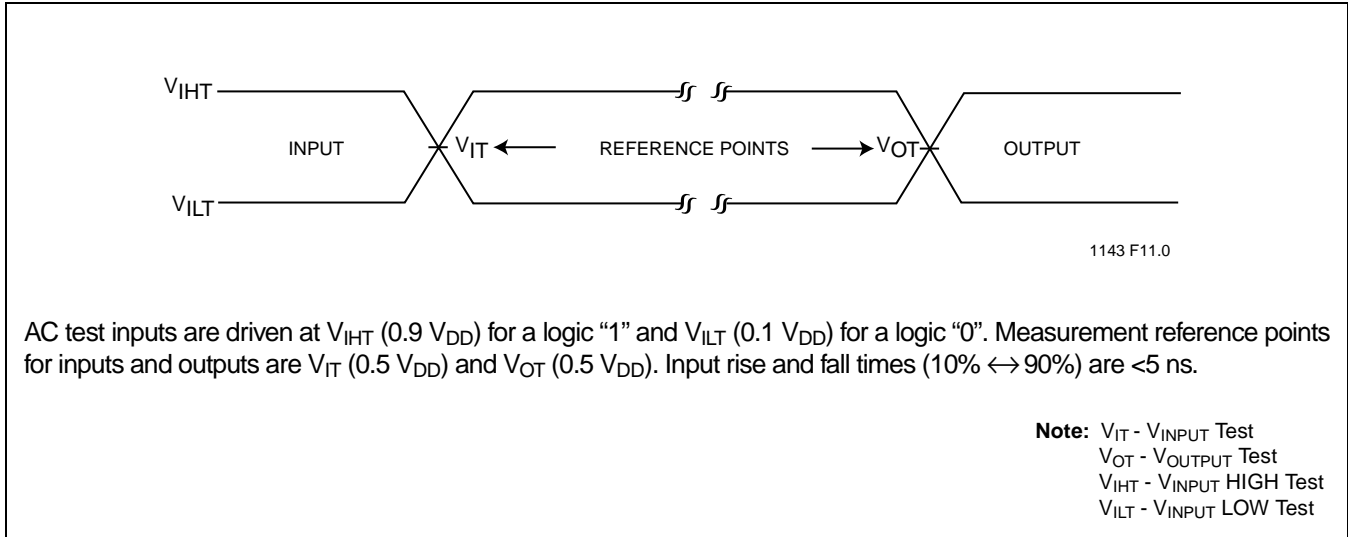 VIHT
INPUT VIT REFERENCE POINTS VOT OUTPUT
VILT
1143 F11.0
AC test inputs are driven at VIHT (0.9 VDD) for a logic “1” and VILT (0.1 VDD) for a logic “0”. Measurement reference points
for inputs and outputs are VIT (0.5 VDD) and VOT (0.5 VDD). Input rise and fall times (10% ↔ 90%) are <5 ns.
Note: VIT - VINPUT Test
VOT - VOUTPUT Test
VIHT - VINPUT HIGH Test
VILT - VINPUT LOW Test